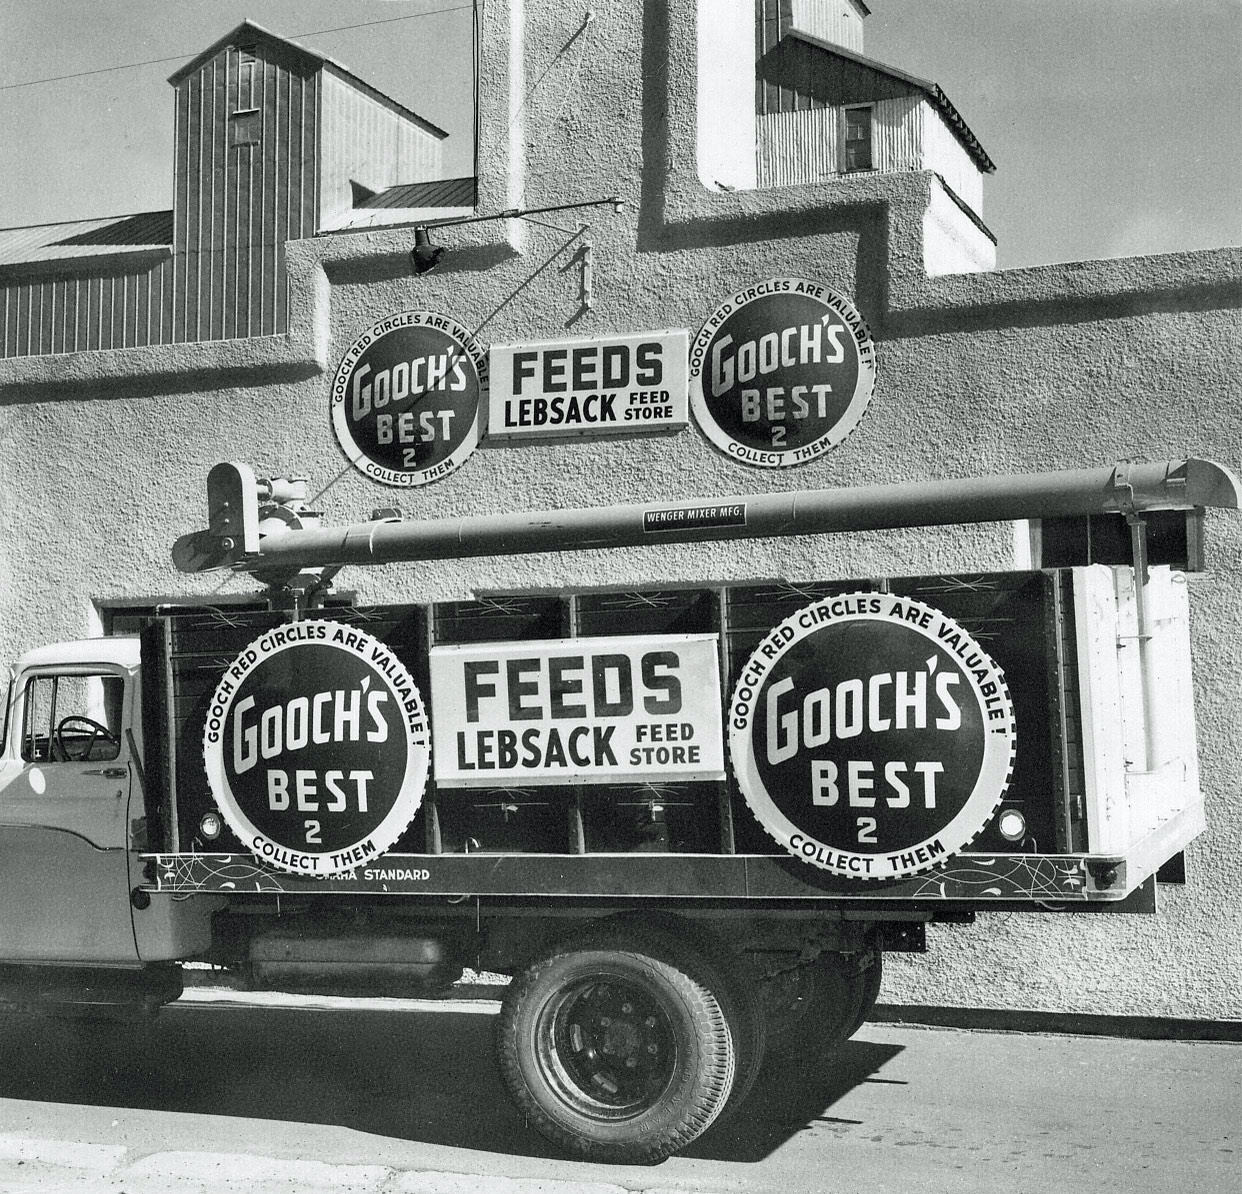 GOOCH RED CIRCLES ARE VALUABLE!
GOOCH'S
BEST
2
COLLECT THEM
FEEDS
LEBSACK FEED STORE
GOOCH RED CIRCLES ARE VALUABLE!
GOOCH'S
BEST
2
COLLECT THEM
WENGER MIXER MFG.
GOOCH RED CIRCLES ARE VALUABLE!
GOOCH'S
BEST
2
COLLECT THEM
FEEDS
LEBSACK FEED STORE
GOOCH RED CIRCLES ARE VALUABLE!
GOOCH'S
BEST
2
COLLECT THEM
STANDARD